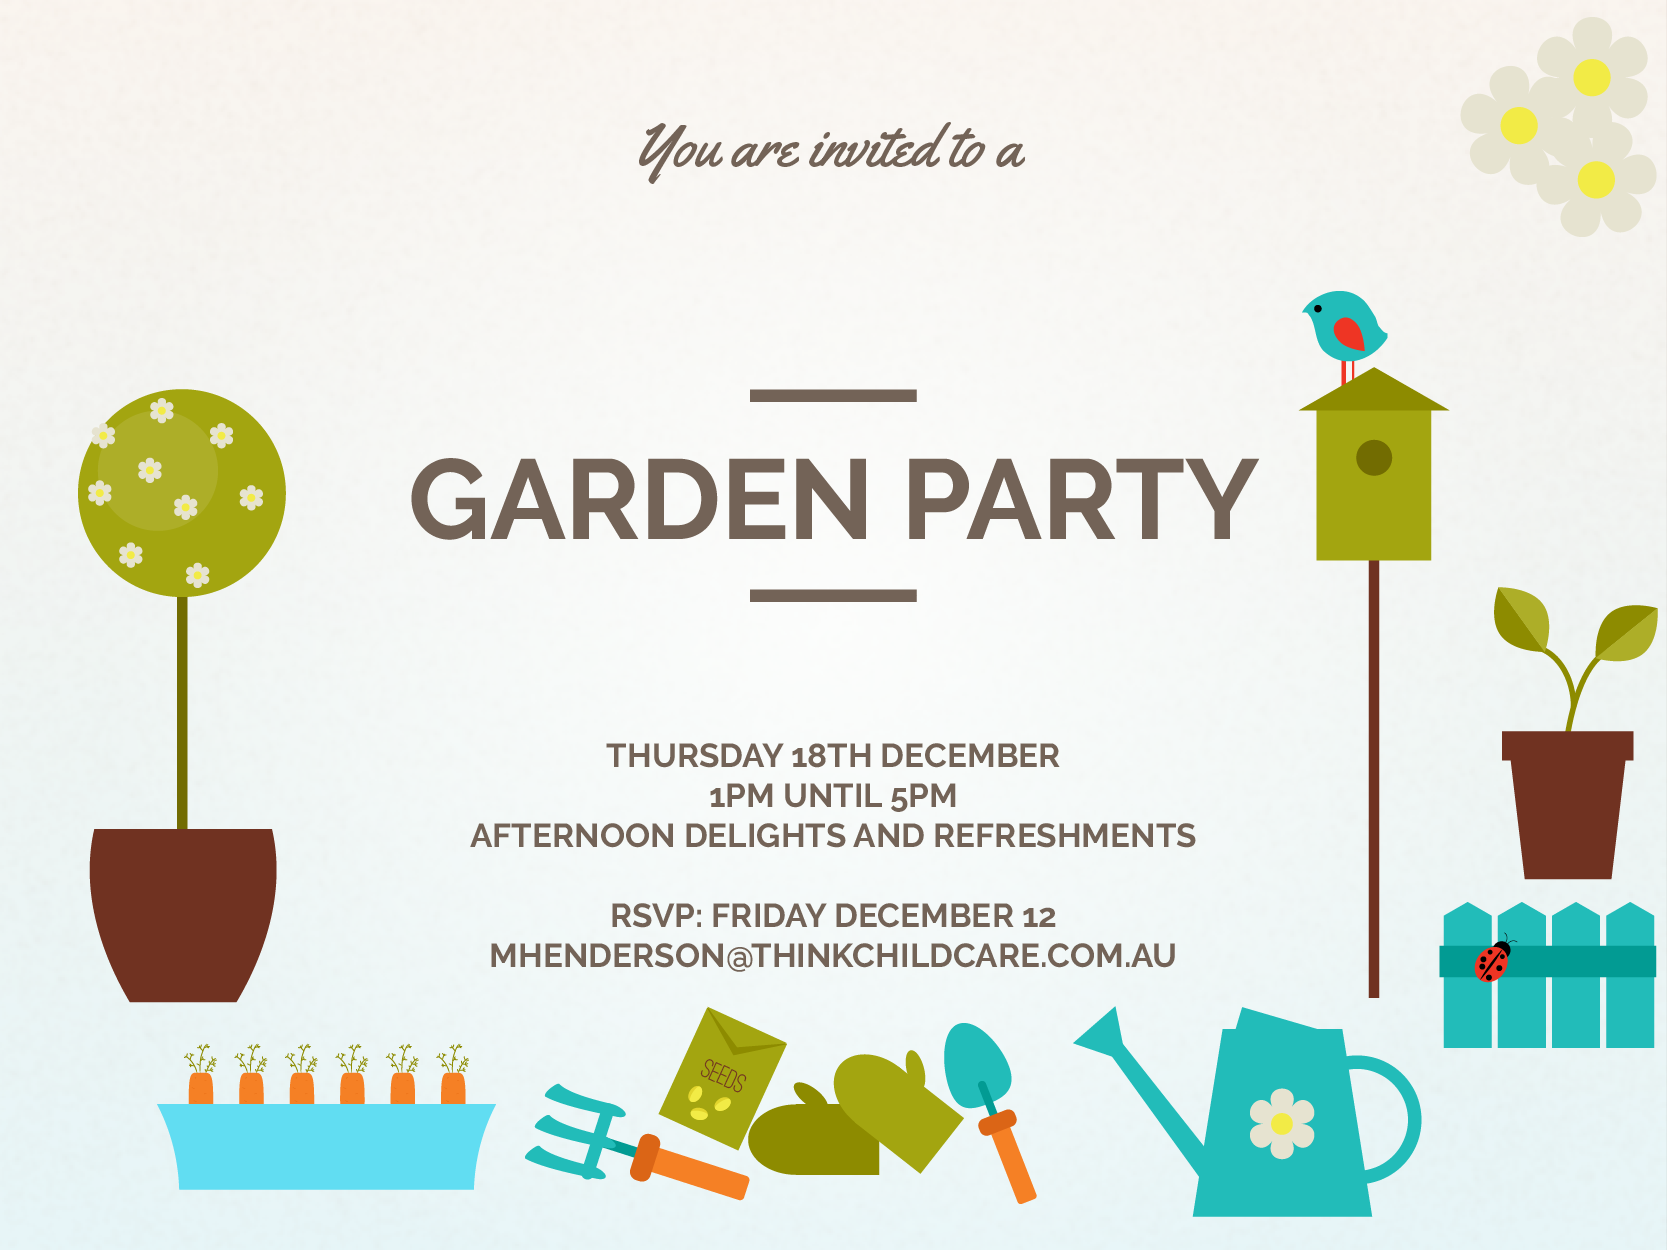 You are invited to a
GARDEN PARTY
THURSDAY 18TH DECEMBER
1PM UNTIL 5PM
AFTERNOON DELIGHTS AND REFRESHMENTS
RSVP: FRIDAY DECEMBER 12
MHENDERSON@THINKCHILDCARE.COM.AU
SEEDS